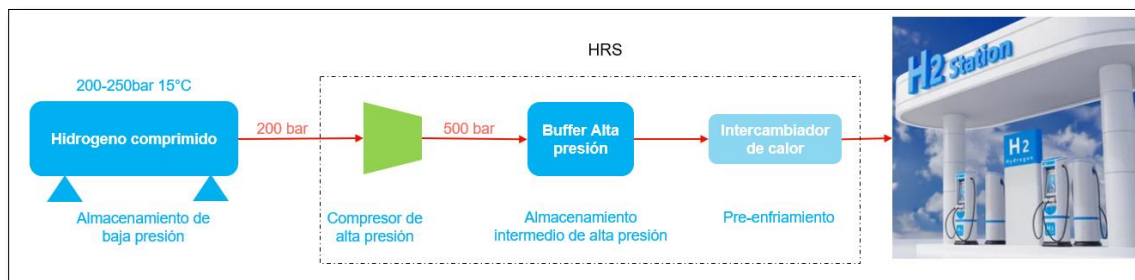 HRS
200-250bar 15°C
Hidrogeno comprimido
200 bar
500 bar
Buffer Alta
presión
Intercambiador
de calor
Almacenamiento de
baja presión
Compresor de
alta presión
Almacenamiento
intermedio de alta presión
Pre-enfriamiento
H2 Station
H2
Hydrogen